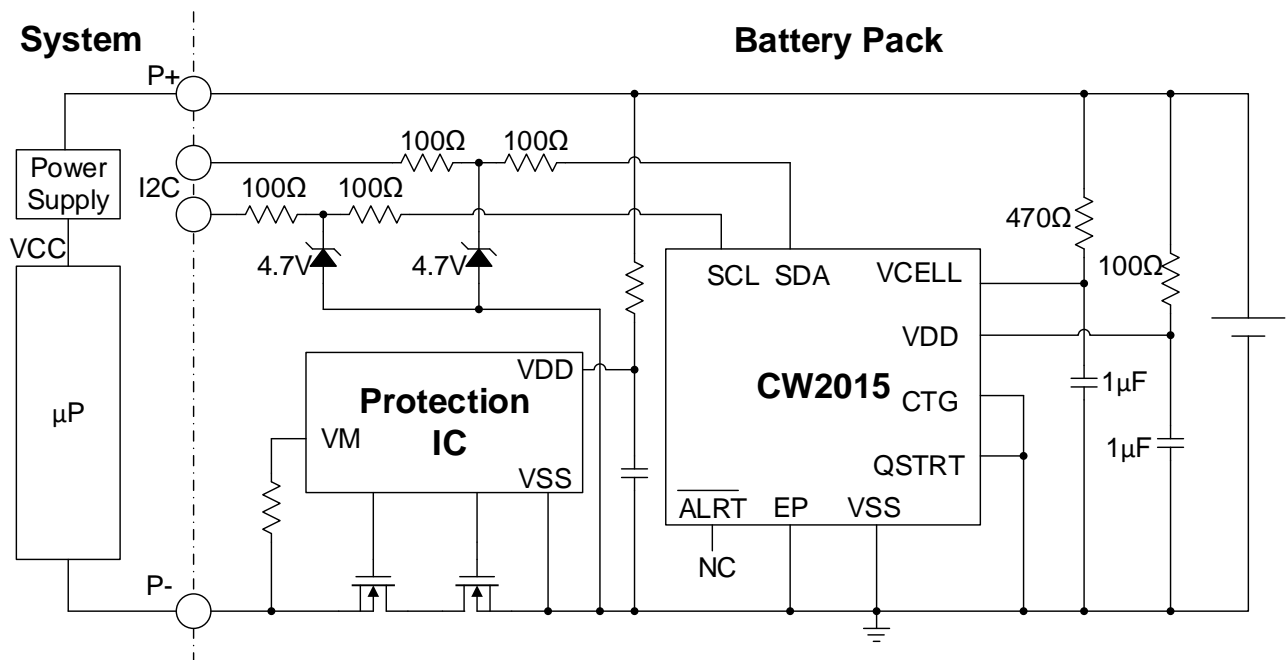 System
Battery Pack
P+
100Ω
100Ω
Power
Supply
I2C
100Ω
100Ω
VCC
470Ω
4.7V
4.7V
SCL
SDA
VCELL
100Ω
VDD
VDD
CW2015
1µF
Protection
IC
CTG
µP
VM
1µF
VSS
QSTRT
ALRT
EP
VSS
NC
P-